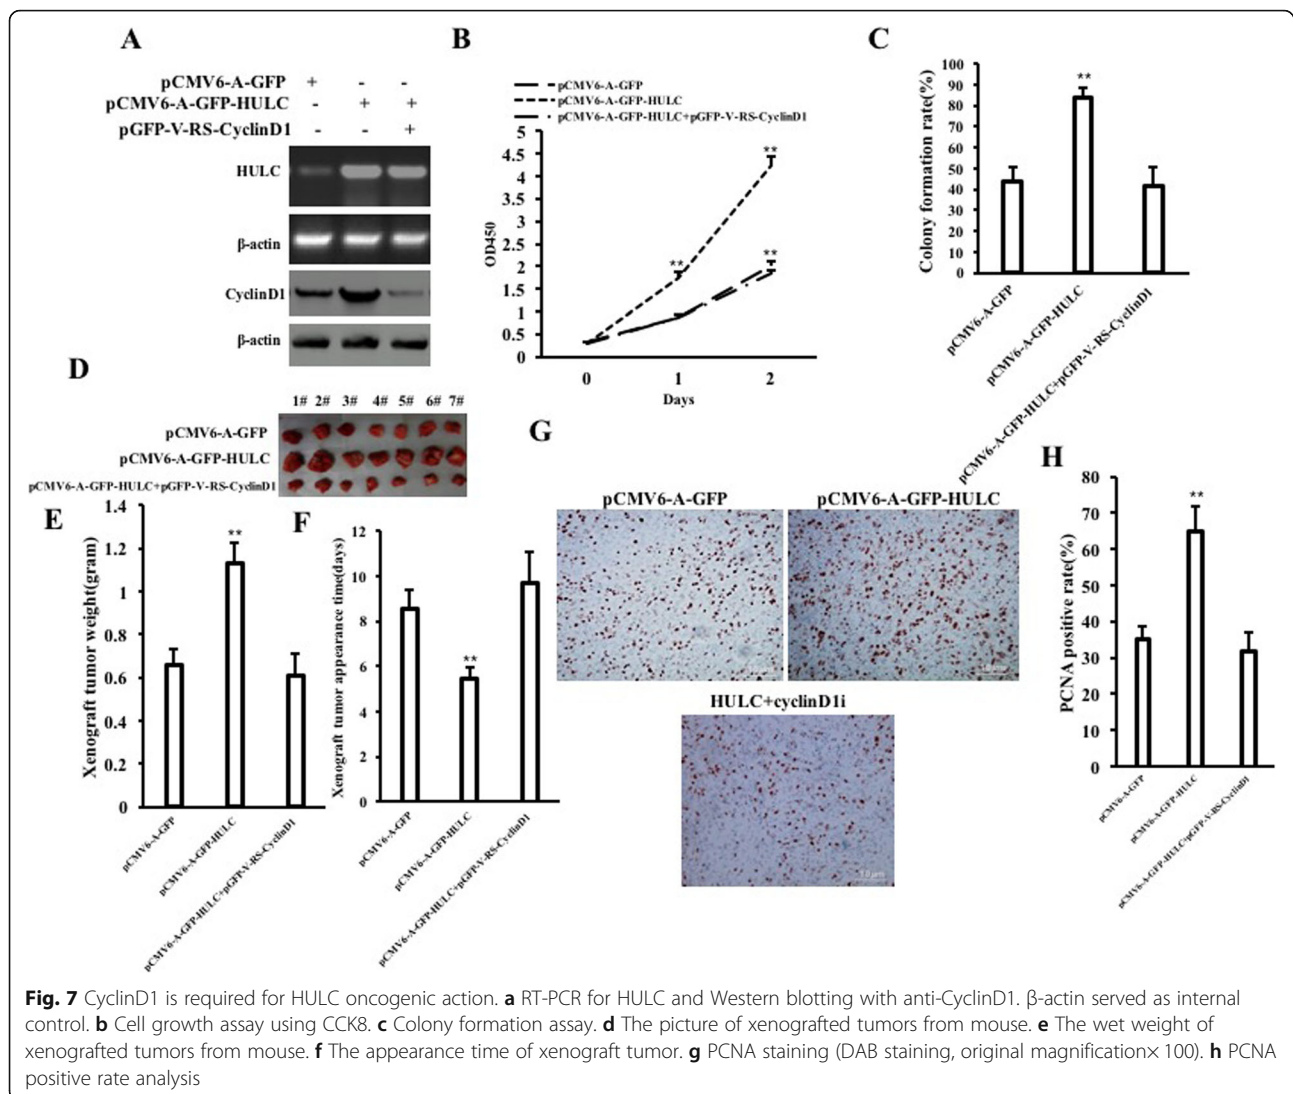 A
pCMV6-A-GFP + - -
pCMV6-A-GFP-HULC - + +
pGFP-V-RS-CyclinD1 - - +
HULC
β-actin
CyclinD1
β-actin
B
pCMV6-A-GFP
pCMV6-A-GFP-HULC
pCMV6-A-GFP-HULC+pGFP-V-RS-CyclinD1
5
4.5
4
3.5
3
2.5
2
1.5
1
0.5
0
OD450
**
**
**
0 1 2
Days
C
100
90
80
70
60
50
40
30
20
10
0
Colony formation rate(%)
**
pCMV6-A-GFP
pCMV6-A-GFP-HULC
pCMV6-A-GFP-HULC+pGFP-V-RS-CyclinD1
D
1# 2# 3# 4# 5# 6# 7#
pCMV6-A-GFP
pCMV6-A-GFP-HULC
pCMV6-A-GFP-HULC+pGFP-V-RS-CyclinD1
E
1.4
1.2
1
0.8
0.6
0.4
0.2
0
Xenograft tumor weight(gram)
**
pCMV6-A-GFP
pCMV6-A-GFP-HULC
pCMV6-A-GFP-HULC+pGFP-V-RS-CyclinD1
F
12
10
8
6
4
2
0
Xenograft tumor appearance time(days)
**
pCMV6-A-GFP
pCMV6-A-GFP-HULC
pCMV6-A-GFP-HULC+pGFP-V-RS-CyclinD1
G
pCMV6-A-GFP
pCMV6-A-GFP-HULC
HULC+cyclinD1i
H
80
70
60
50
40
30
20
10
0
PCNA positive rate(%)
**
pCMV6-A-GFP
pCMV6-A-GFP-HULC
pCMV6-A-GFP-HULC+pGFP-V-RS-CyclinD1
Fig. 7 CyclinD1 is required for HULC oncogenic action. a RT-PCR for HULC and Western blotting with anti-CyclinD1. β-actin served as internal
control. b Cell growth assay using CCK8. c Colony formation assay. d The picture of xenografted tumors from mouse. e The wet weight of
xenografted tumors from mouse. f The appearance time of xenograft tumor. g PCNA staining (DAB staining, original magnification× 100). h PCNA
positive rate analysis